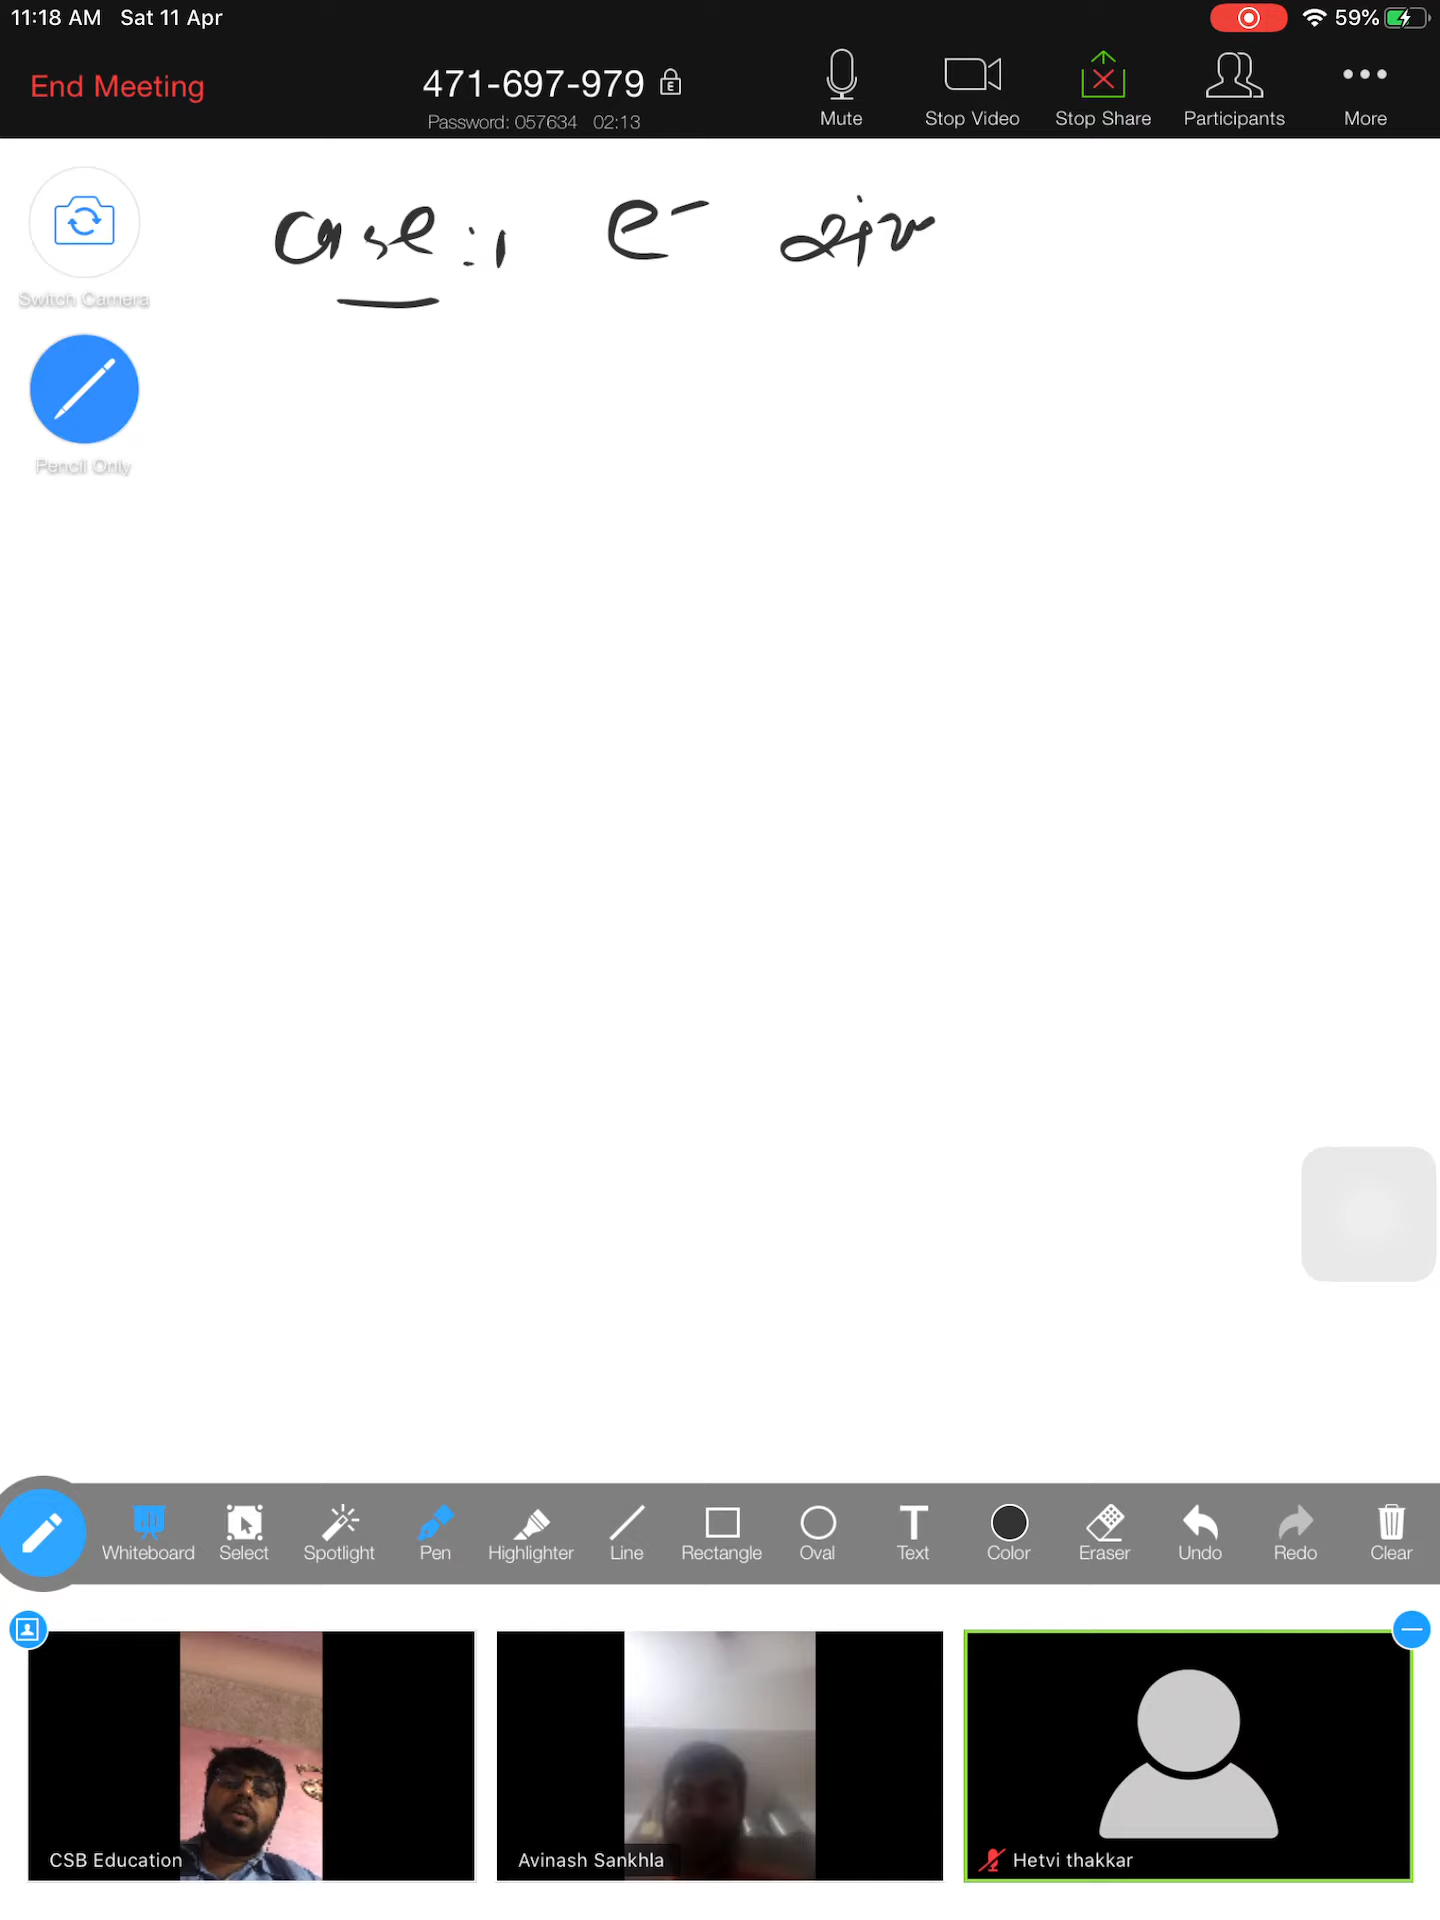 11:18 AM Sat 11 Apr 59%
End Meeting
471-697-979
Password: 057634 02:13
Mute
Stop Video
Stop Share
Participants
More
Switch Camera
Pencil Only
case:1 e-
Whiteboard
Select
Spotlight
Pen
Highlighter
Line
Rectangle
Oval
T
Text
Color
Eraser
Undo
Redo
Clear
CSB Education
Avinash Sankhla
Hetvi thakkar